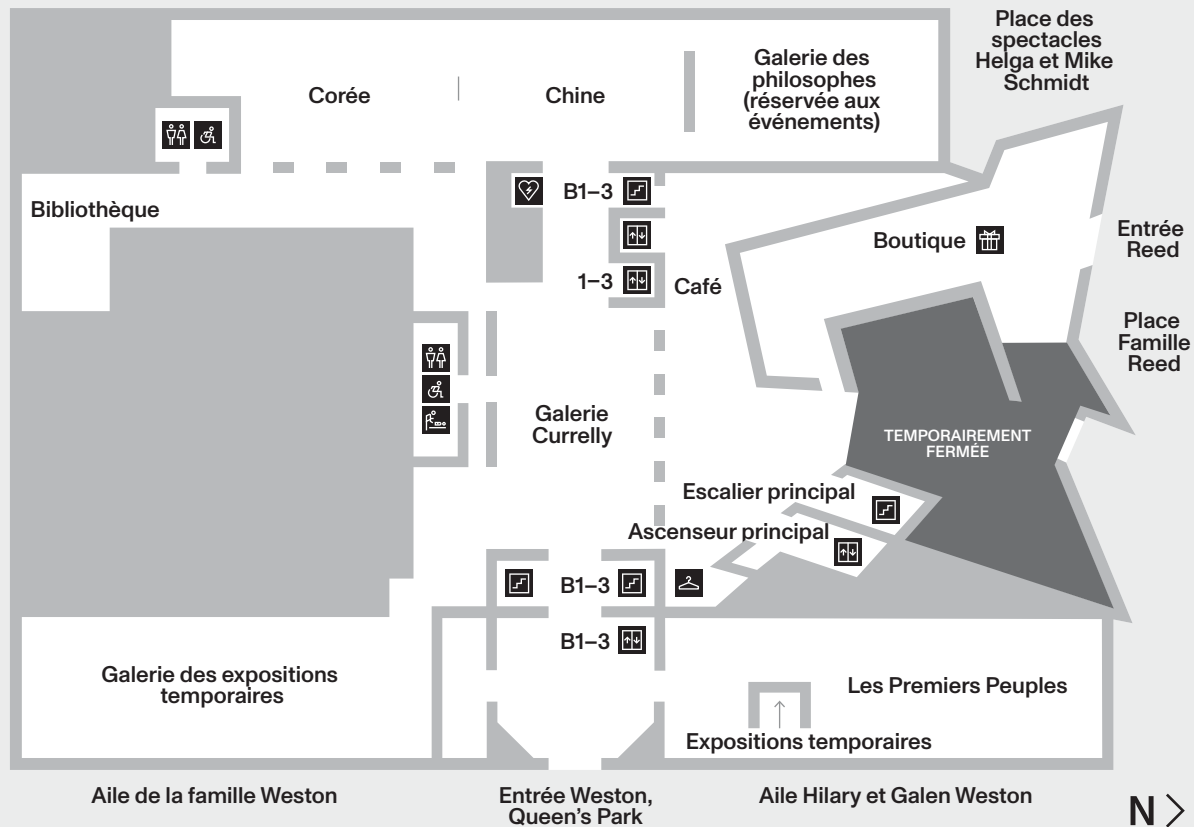 Place des
spectacles
Helga et Mike
Schmidt
Corée
Chine
Galerie des
philosophes
(réservée aux
événements)
Bibliothèque
B1–3
1–3
Café
Boutique
Entrée
Reed
Place
Famille
Reed
Galerie
Currelly
TEMPORAIREMENT
FERMÉE
Escalier principal
Ascenseur principal
B1–3
B1–3
Galerie des expositions
temporaires
Les Premiers Peuples
Expositions temporaires
Aile de la famille Weston
Entrée Weston,
Queen's Park
Aile Hilary et Galen Weston
N